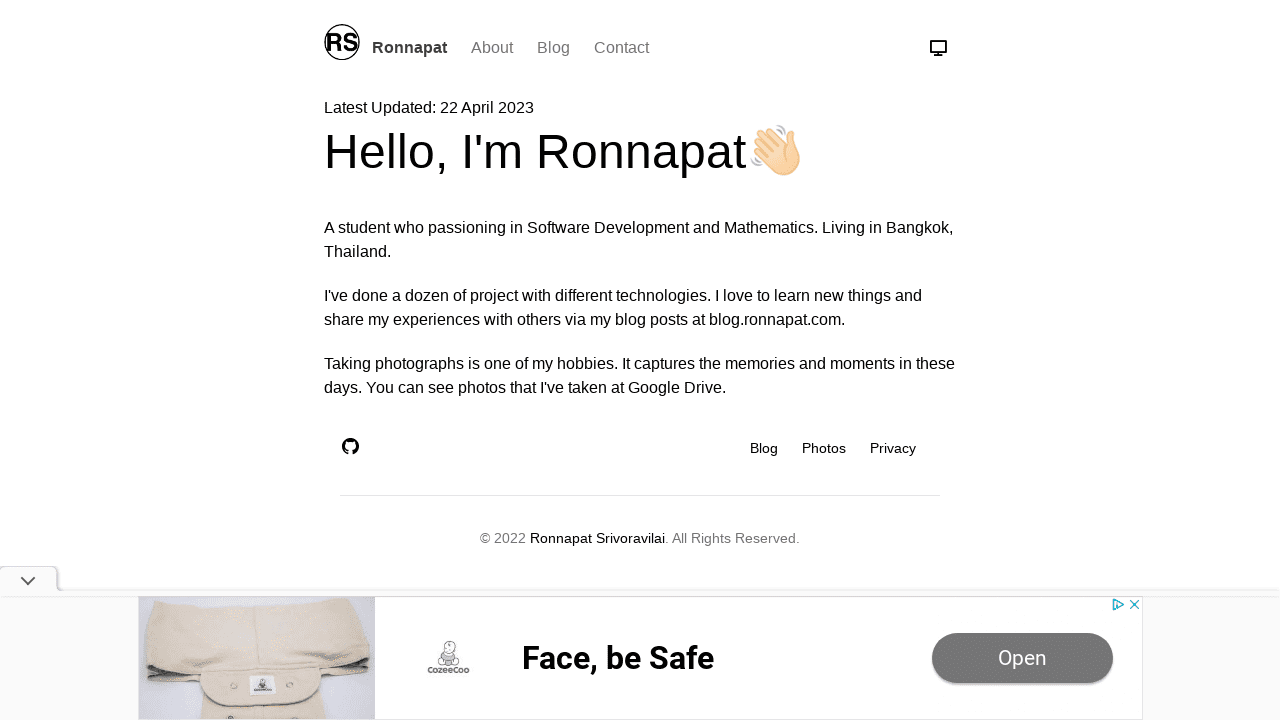 RS
Ronnapat About Blog Contact
Latest Updated: 22 April 2023
Hello, I'm Ronnapat👋🏻
A student who passioning in Software Development and Mathematics. Living in Bangkok,
Thailand.
I've done a dozen of project with different technologies. I love to learn new things and
share my experiences with others via my blog posts at blog.ronnapat.com.
Taking photographs is one of my hobbies. It captures the memories and moments in these
days. You can see photos that I've taken at Google Drive.
Blog Photos Privacy
© 2022 Ronnapat Srivoravilai. All Rights Reserved.
CozeeCoo
CozeeCoo
Face, be Safe
Open